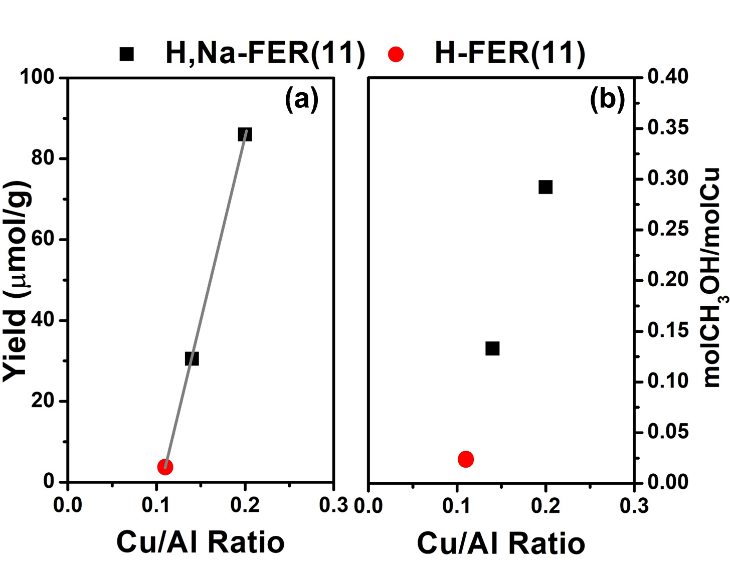 H,Na-FER(11) H-FER(11)
(a)
100
80
60
40
20
0
Yield (μmol/g)
0.0 0.1 0.2 0.3
Cu/Al Ratio
(b)
0.40
0.35
0.30
0.25
0.20
0.15
0.10
0.05
0.00
molCH₃OH/molCu
0.0 0.1 0.2 0.3
Cu/Al Ratio